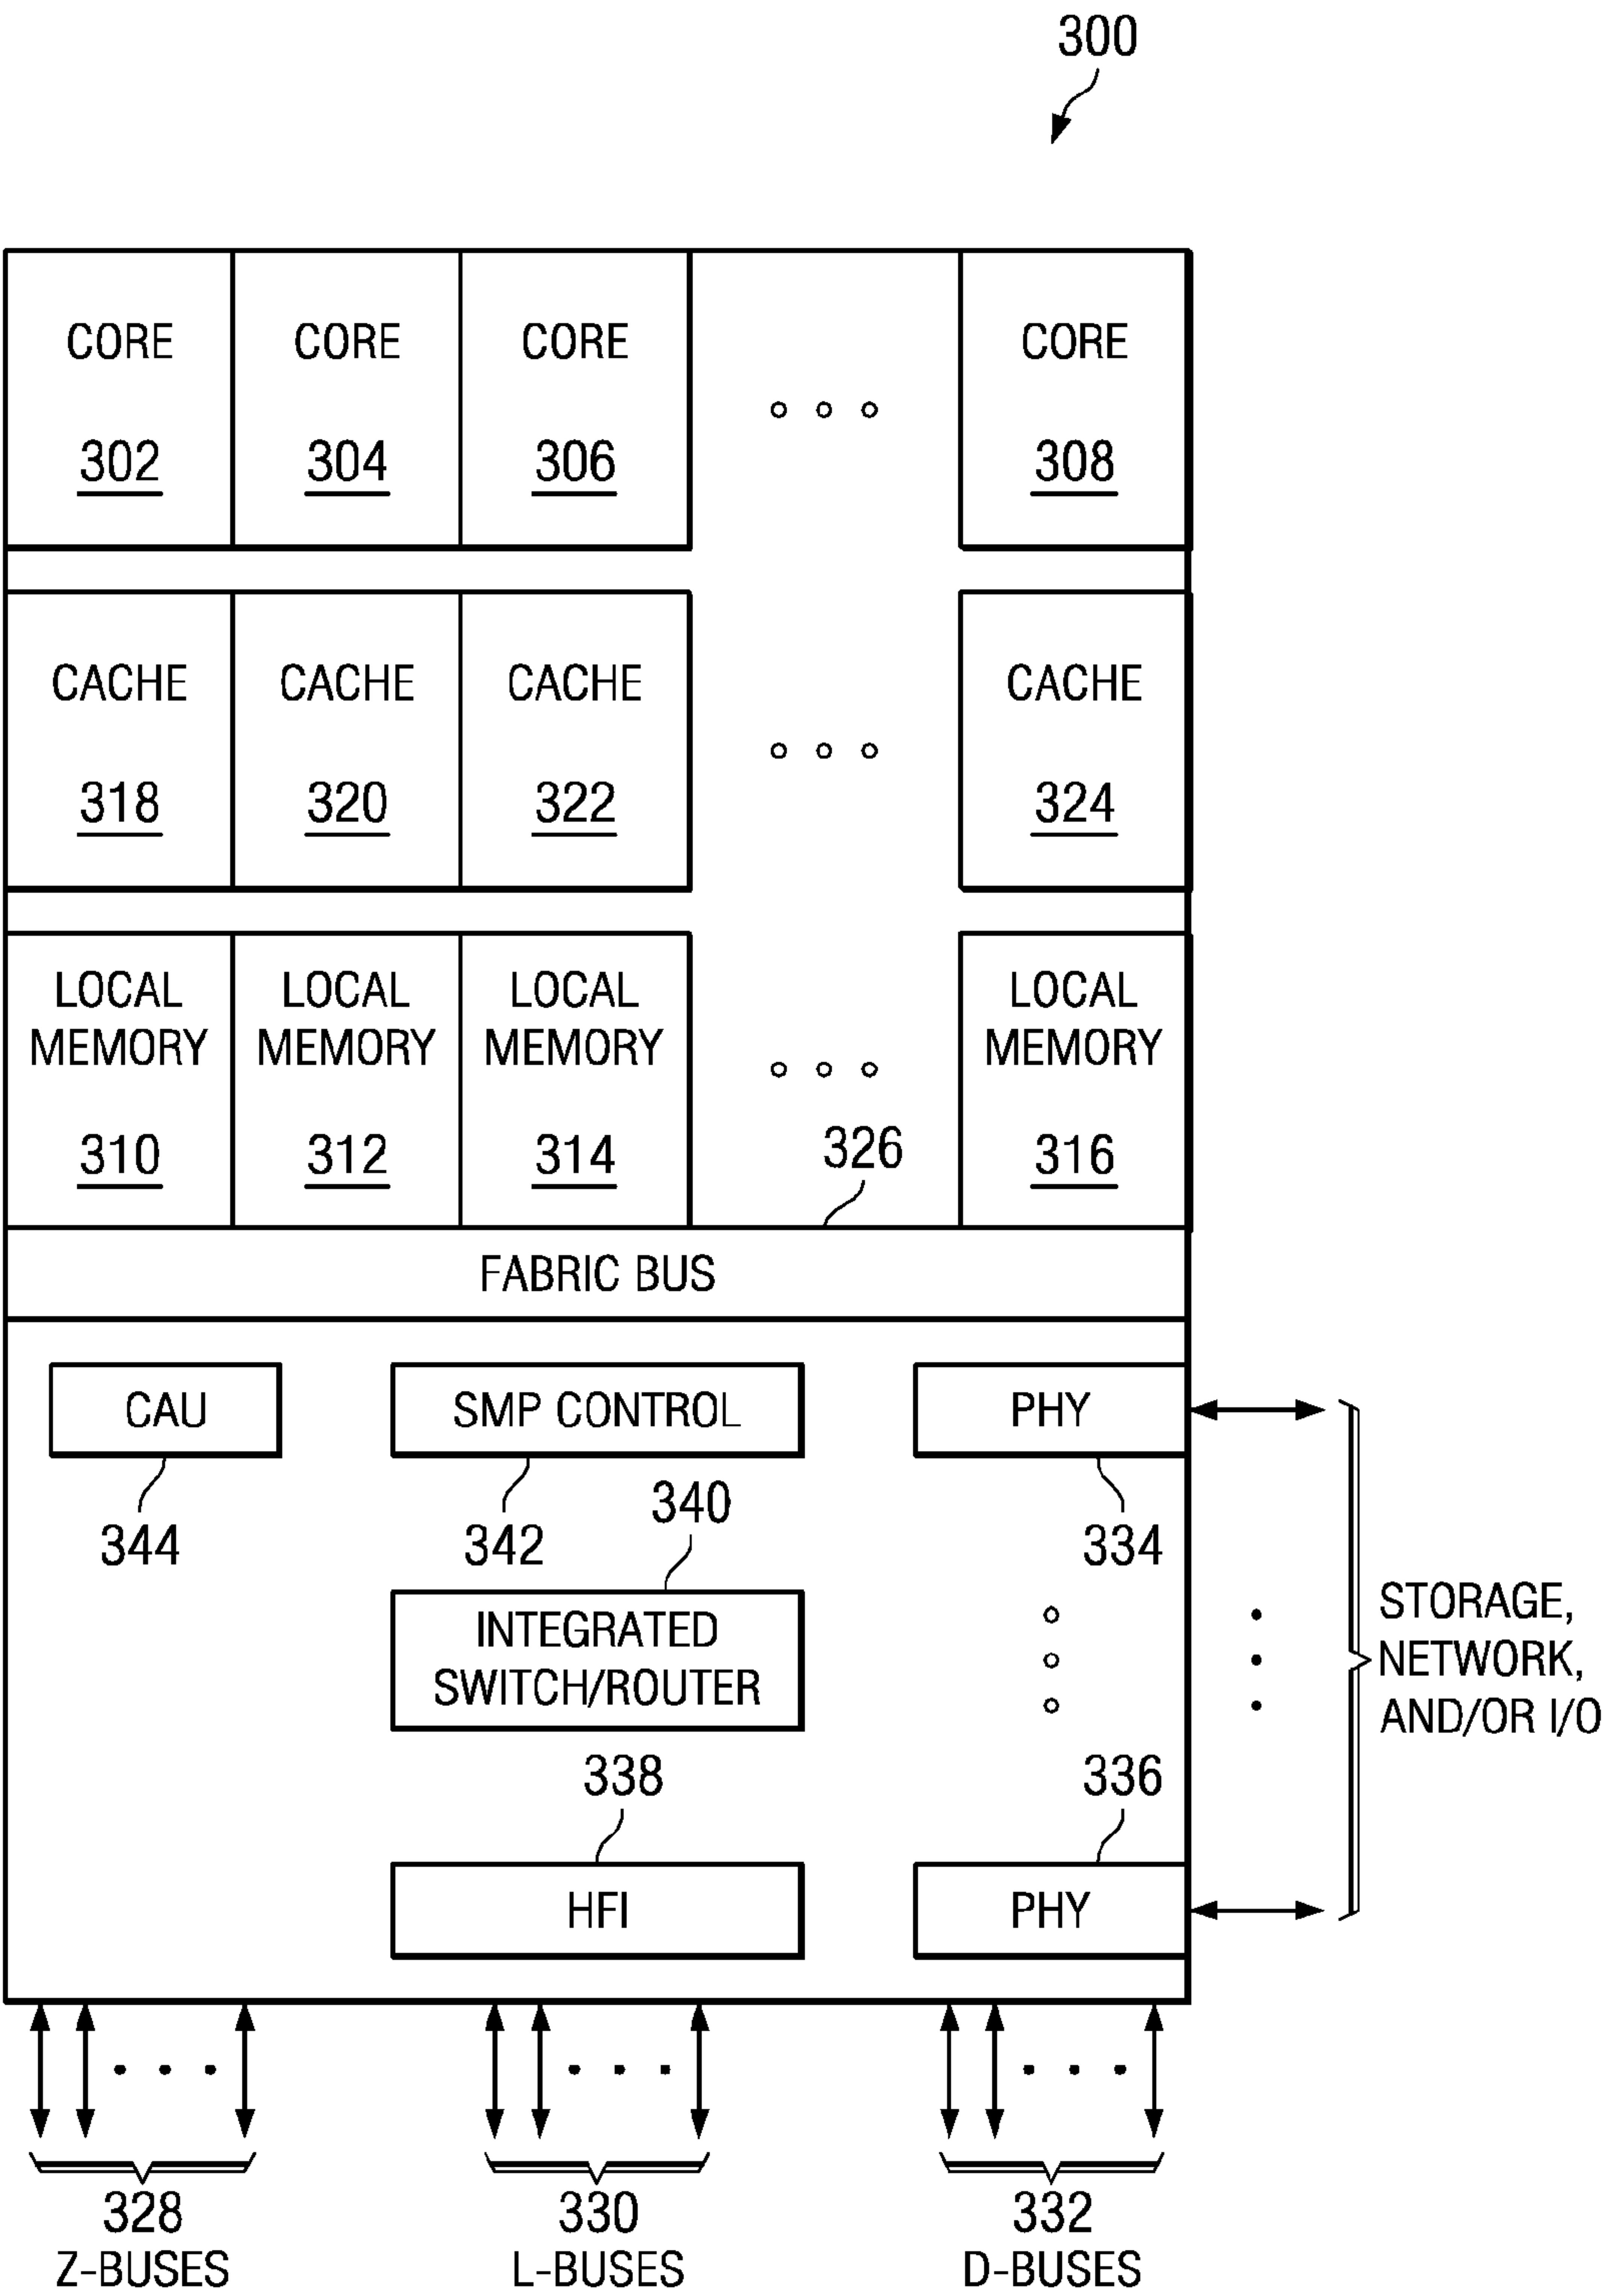 300
CORE CORE CORE CORE
302 304 306 308
CACHE CACHE CACHE CACHE
318 320 322 324
LOCAL LOCAL LOCAL LOCAL
MEMORY MEMORY MEMORY MEMORY
310 312 314 316
326
FABRIC BUS
CAU SMP CONTROL PHY
344 342 334
340
INTEGRATED
SWITCH/ROUTER
STORAGE,
NETWORK,
AND/OR I/O
338 336
HFI PHY
328 330 332
Z-BUSES L-BUSES D-BUSES